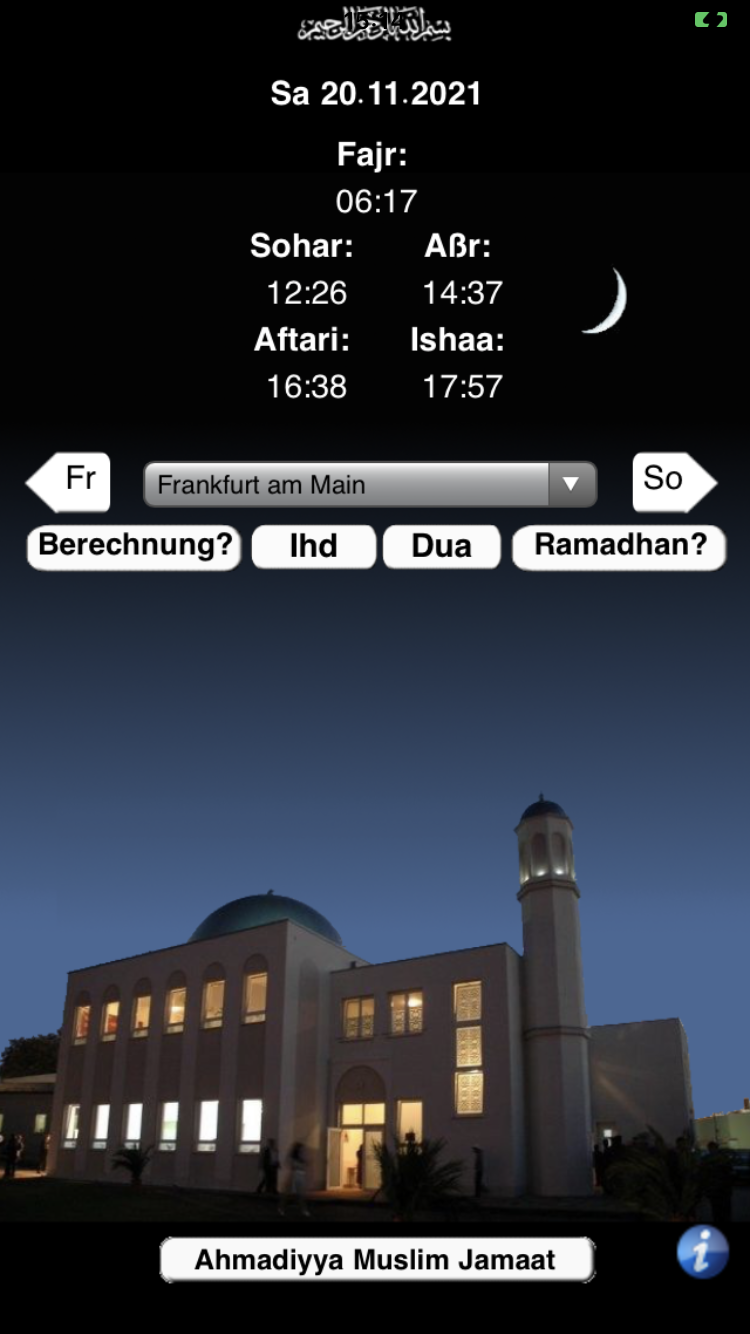 بسم الله الرحمن الرحيم
Sa 20.11.2021
Fajr:
06:17
Sohar: Aßr:
12:26 14:37
Aftari: Ishaa:
16:38 17:57
Fr Frankfurt am Main So
Berechnung? Ihd Dua Ramadhan?
Ahmadiyya Muslim Jamaat